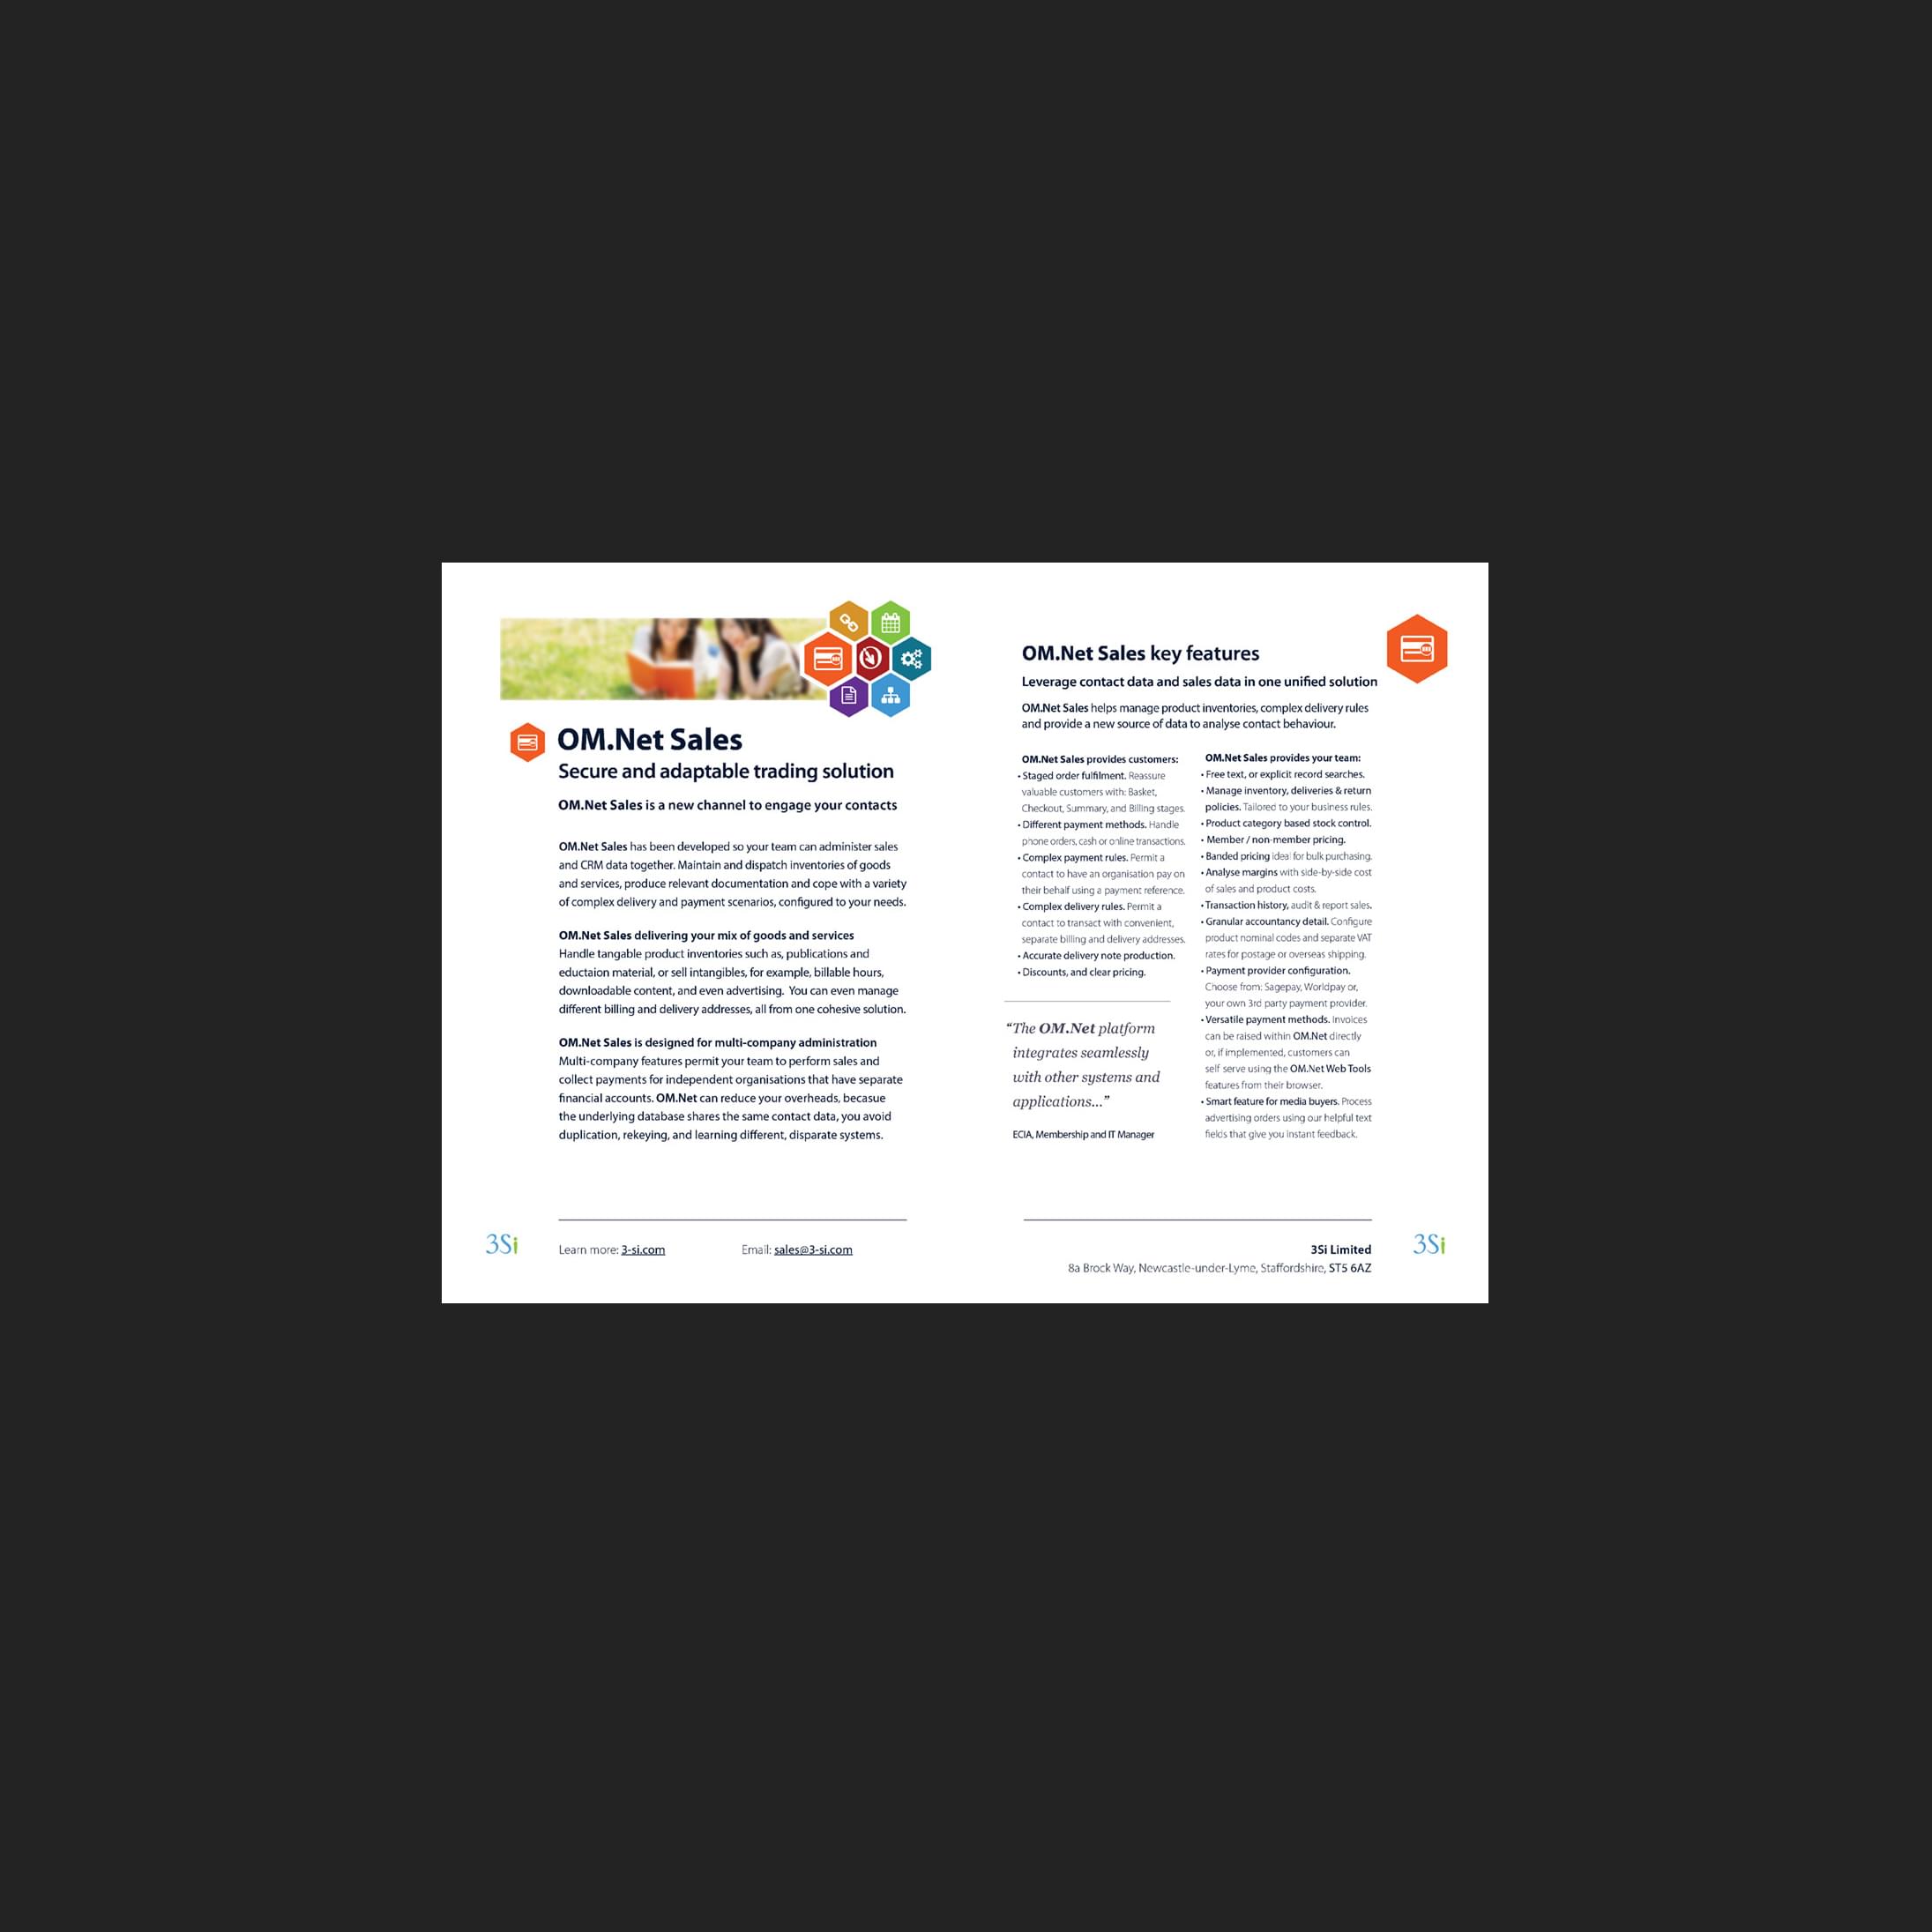 OM.Net Sales
Secure and adaptable trading solution
OM.Net Sales is a new channel to engage your contacts
OM.Net Sales has been developed so your team can administer sales
and CRM data together. Maintain and dispatch inventories of goods
and services, produce relevant documentation and cope with a variety
of complex delivery and payment scenarios, configured to your needs.
OM.Net Sales delivering your mix of goods and services
Handle tangable product inventories such as, publications and
eductaion material, or sell intangibles, for example, billable hours,
downloadable content, and even advertising. You can even manage
different billing and delivery addresses, all from one cohesive solution.
OM.Net Sales is designed for multi-company administration
Multi-company features permit your team to perform sales and
collect payments for independent organisations that have separate
financial accounts. OM.Net can reduce your overheads, becasue
the underlying database shares the same contact data, you avoid
duplication, rekeying, and learning different, disparate systems.
3Si
Learn more: 3-si.com
Email: sales@3-si.com
OM.Net Sales key features
Leverage contact data and sales data in one unified solution
OM.Net Sales helps manage product inventories, complex delivery rules
and provide a new source of data to analyse contact behaviour.
OM.Net Sales provides customers:
• Staged order fulfilment. Reassure
valuable customers with: Basket,
Checkout, Summary, and Billing stages.
• Different payment methods. Handle
phone orders, cash or online transactions.
• Complex payment rules. Permit a
contact to have an organisation pay on
their behalf using a payment reference.
• Complex delivery rules. Permit a
contact to transact with convenient,
separate billing and delivery addresses.
• Accurate delivery note production.
• Discounts, and clear pricing.
“The OM.Net platform
integrates seamlessly
with other systems and
applications...”
ECIA, Membership and IT Manager
OM.Net Sales provides your team:
• Free text, or explicit record searches.
• Manage inventory, deliveries & return
policies. Tailored to your business rules.
• Product category based stock control.
• Member / non-member pricing.
• Banded pricing ideal for bulk purchasing.
• Analyse margins with side-by-side cost
of sales and product costs.
• Transaction history, audit & report sales.
• Granular accountancy detail. Configure
product nominal codes and separate VAT
rates for postage or overseas shipping.
• Payment provider configuration.
Choose from: Sagepay, Worldpay or,
your own 3rd party payment provider.
• Versatile payment methods. Invoices
can be raised within OM.Net directly
or, if implemented, customers can
self serve using the OM.Net Web Tools
features from their browser.
• Smart feature for media buyers. Process
advertising orders using our helpful text
fields that give you instant feedback.
3Si Limited
8a Brock Way, Newcastle-under-Lyme, Staffordshire, ST5 6AZ
3Si